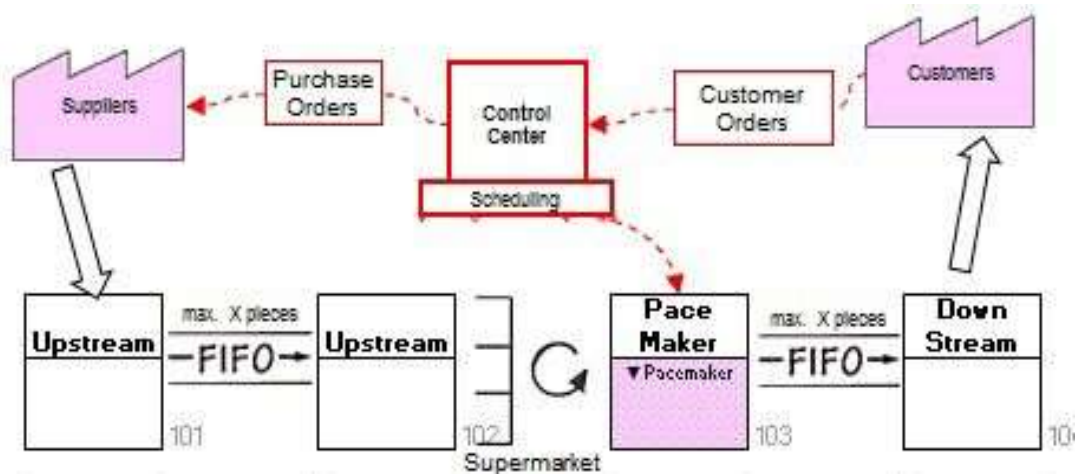 Suppliers
Purchase
Orders
Control
Center
Scheduling
Customer
Orders
Customers
Upstream
101
max. X pieces
FIFO
Upstream
102
Supermarket
Pace
Maker
▼Pacemaker
103
max. X pieces
FIFO
Down
Stream